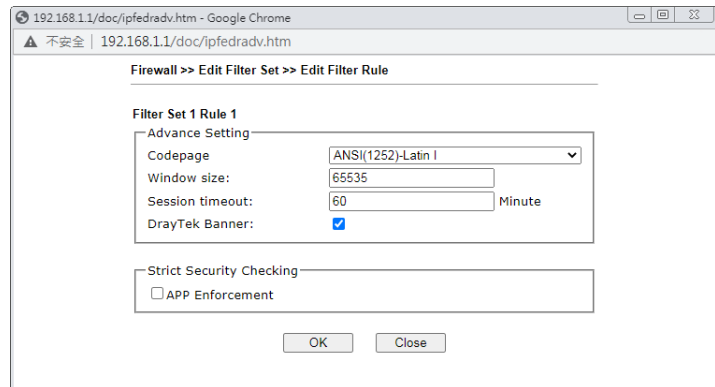 192.168.1.1/doc/ipfedradv.htm - Google Chrome
不安全 | 192.168.1.1/doc/ipfedradv.htm
Firewall >> Edit Filter Set >> Edit Filter Rule
Filter Set 1 Rule 1
Advance Setting
Codepage ANSI(1252)-Latin I
Window size: 65535
Session timeout: 60 Minute
DrayTek Banner:
Strict Security Checking
APP Enforcement
OK Close